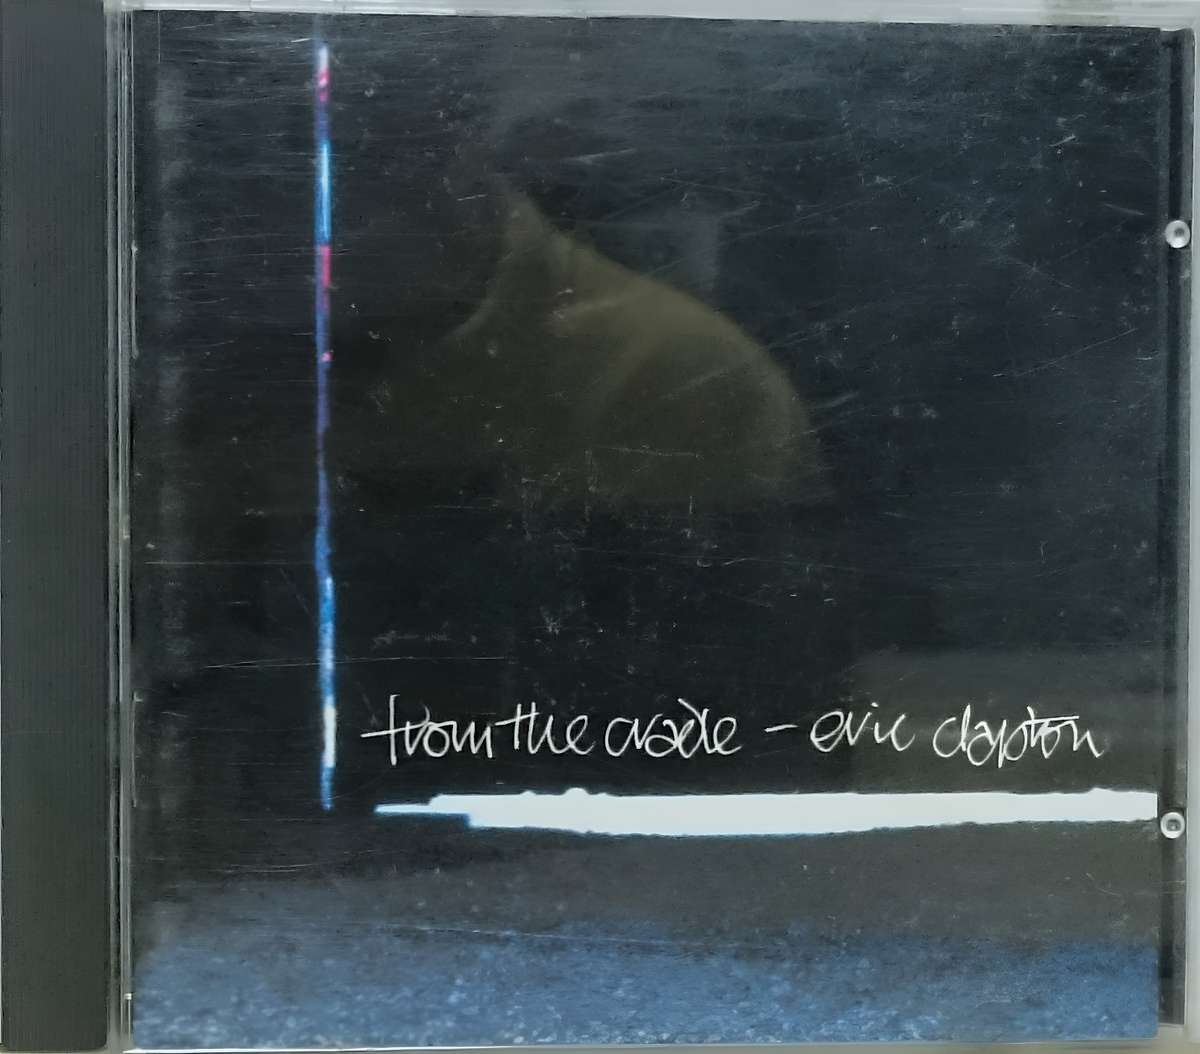 from the cradle - eric clapton